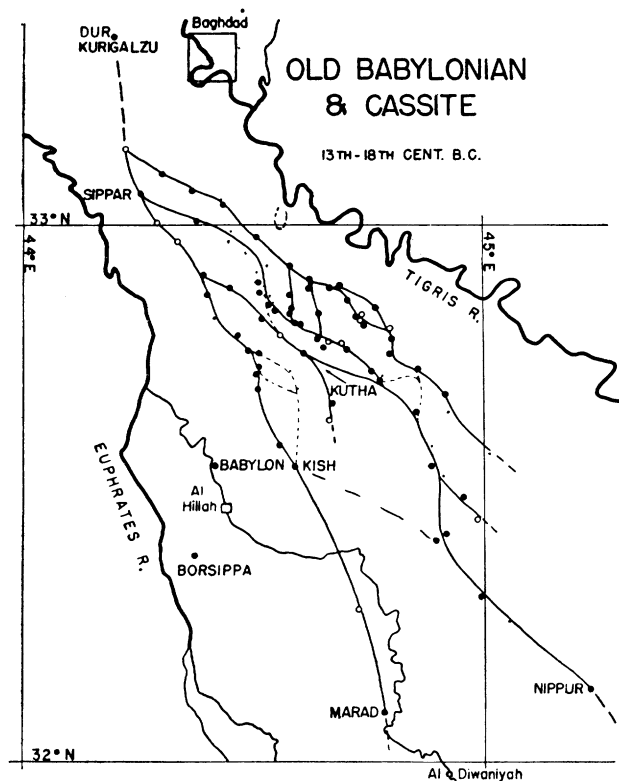 Baghdad
DUR
KURIGALZU
OLD BABYLONIAN
& CASSITE
13TH-18TH CENT. B.C.
SIPPAR
33°N
44°E
45°E
TIGRIS R.
KUTHA
EUPHRATES R.
BABYLON
KISH
Al
Hillah
BORSIPPA
NIPPUR
MARAD
32°N
Al Diwaniyah